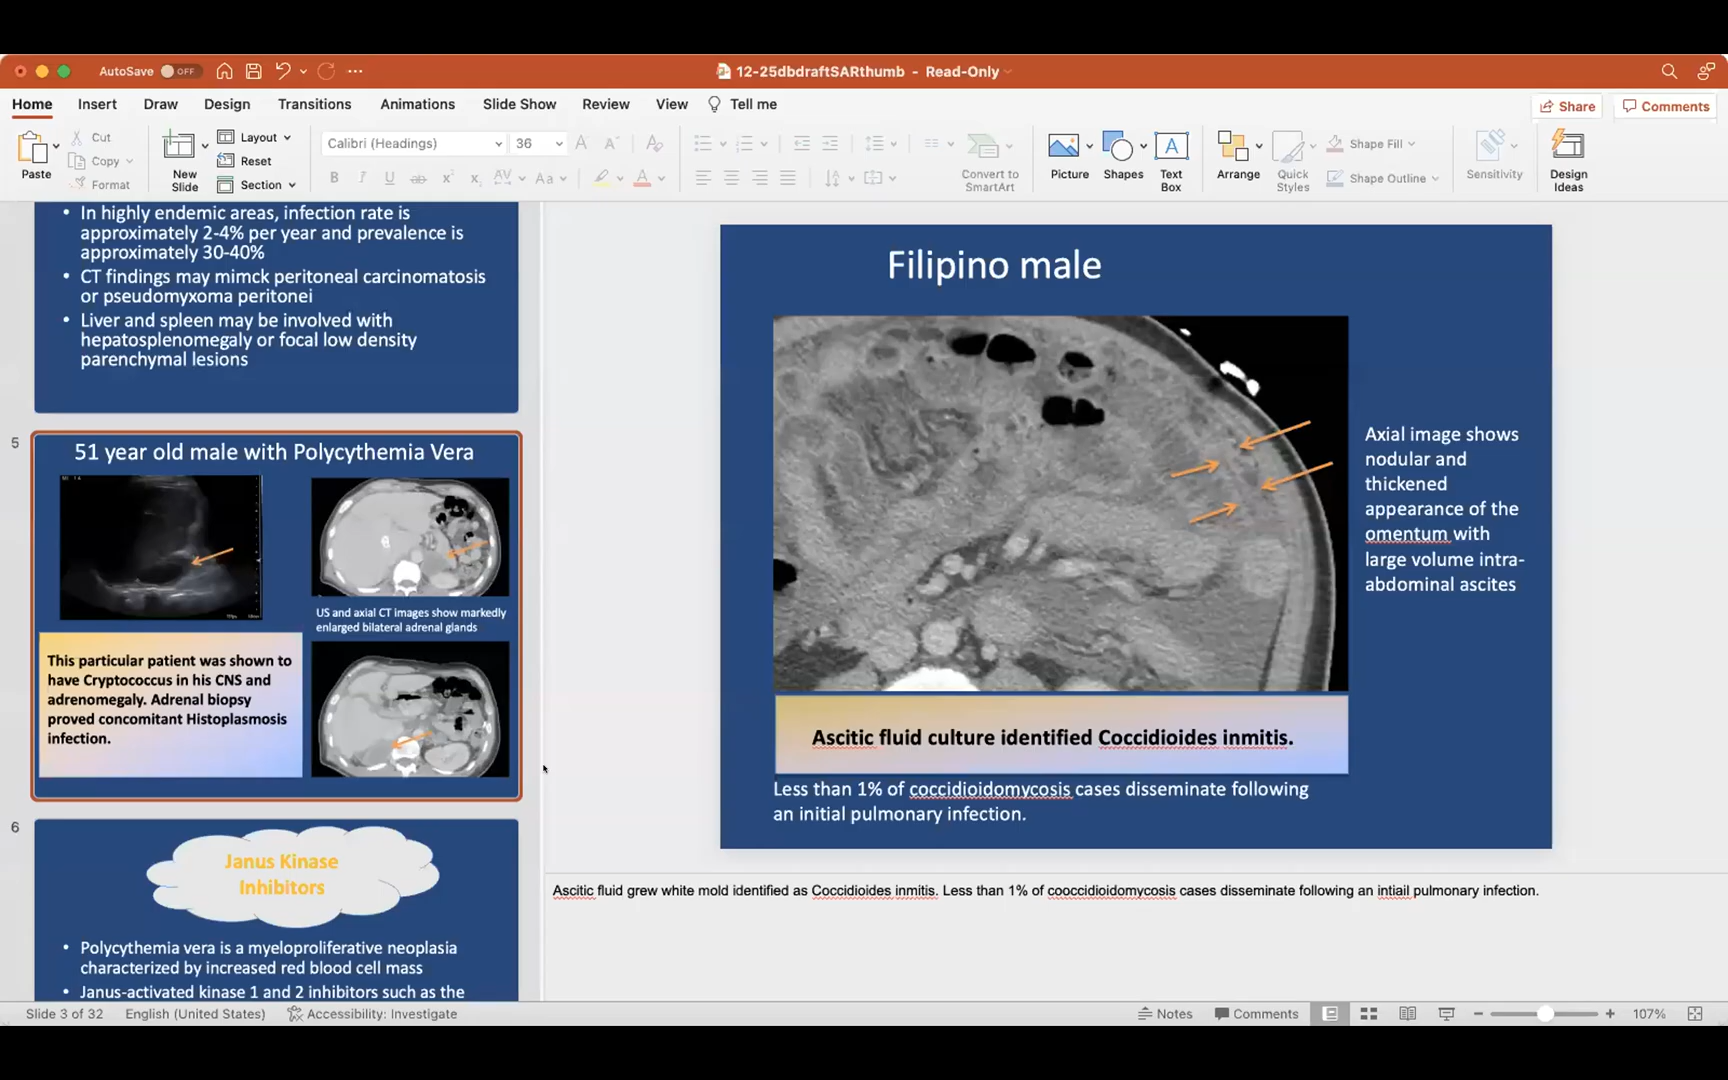 AutoSave OFF
12-25dbdraftSARthumb - Read-Only
Home Insert Draw Design Transitions Animations Slide Show Review View Tell me
Share Comments
Paste
Cut
Copy
Format
New
Slide
Layout
Reset
Section
Calibri (Headings) 36
Convert to
SmartArt
Picture
Shapes
Text
Box
Arrange
Quick
Styles
Shape Fill
Shape Outline
Sensitivity
Design
Ideas
• In highly endemic areas, infection rate is
approximately 2-4% per year and prevalence is
approximately 30-40%
• CT findings may mimck peritoneal carcinomatosis
or pseudomyxoma peritonei
• Liver and spleen may be involved with
hepatosplenomegaly or focal low density
parenchymal lesions
5
51 year old male with Polycythemia Vera
US and axial CT images show markedly
enlarged bilateral adrenal glands
This particular patient was shown to
have Cryptococcus in his CNS and
adrenomegaly. Adrenal biopsy
proved concomitant Histoplasmosis
infection.
6
Janus Kinase
Inhibitors
• Polycythemia vera is a myeloproliferative neoplasia
characterized by increased red blood cell mass
• Janus-activated kinase 1 and 2 inhibitors such as the
Filipino male
Axial image shows
nodular and
thickened
appearance of the
omentum with
large volume intra-
abdominal ascites
Ascitic fluid culture identified Coccidioides inmitis.
Less than 1% of coccidioidomycosis cases disseminate following
an initial pulmonary infection.
Ascitic fluid grew white mold identified as Coccidioides inmitis. Less than 1% of cooccidioidomycosis cases disseminate following an intiail pulmonary infection.
Slide 3 of 32 English (United States) Accessibility: Investigate
Notes Comments 107%